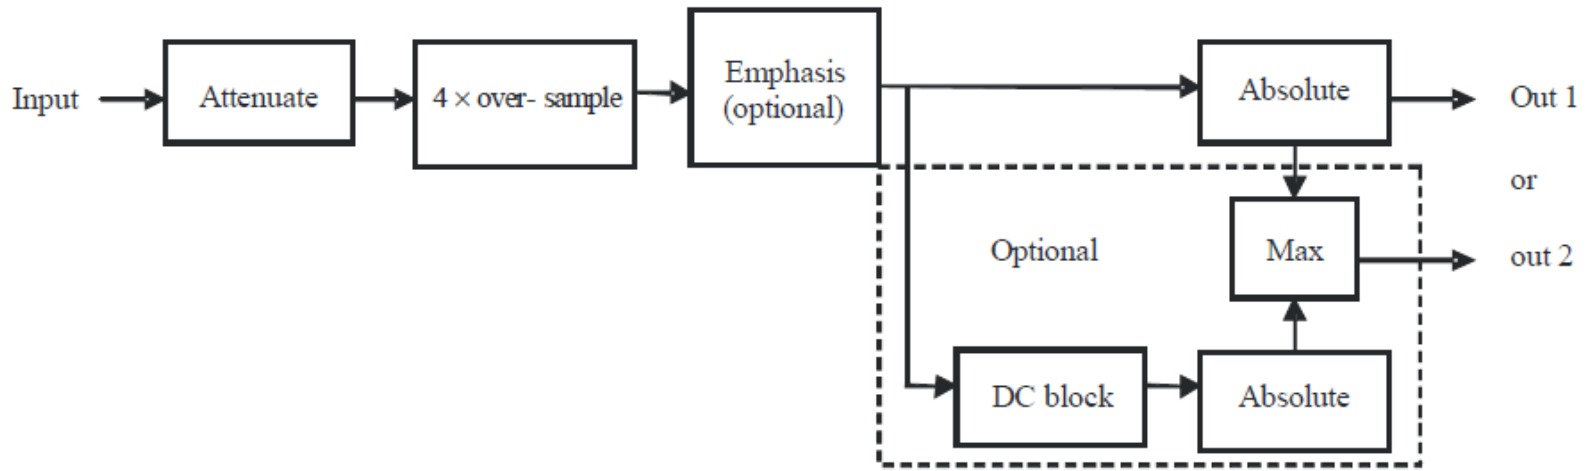 Input
Attenuate
4 × over- sample
Emphasis
(optional)
Absolute
Out 1
or
Optional
Max
out 2
DC block
Absolute